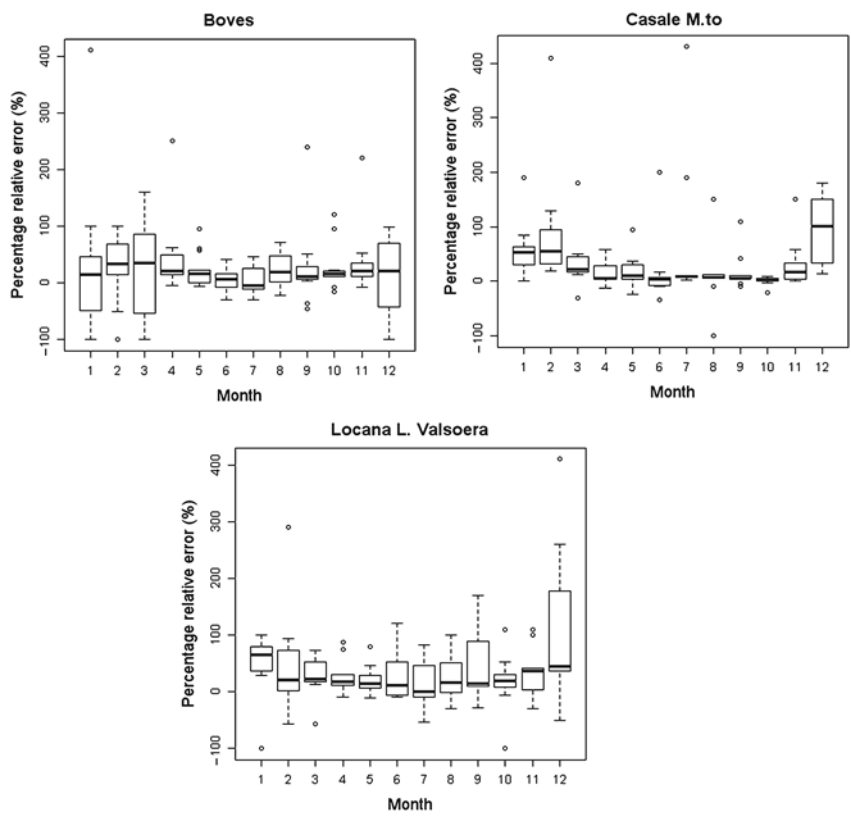 Boves
Percentage relative error (%)
400
300
200
100
0
−100
1 2 3 4 5 6 7 8 9 10 11 12
Month
Casale M.to
Percentage relative error (%)
400
300
200
100
0
−100
1 2 3 4 5 6 7 8 9 10 11 12
Month
Locana L. Valsoera
Percentage relative error (%)
400
300
200
100
0
−100
1 2 3 4 5 6 7 8 9 10 11 12
Month